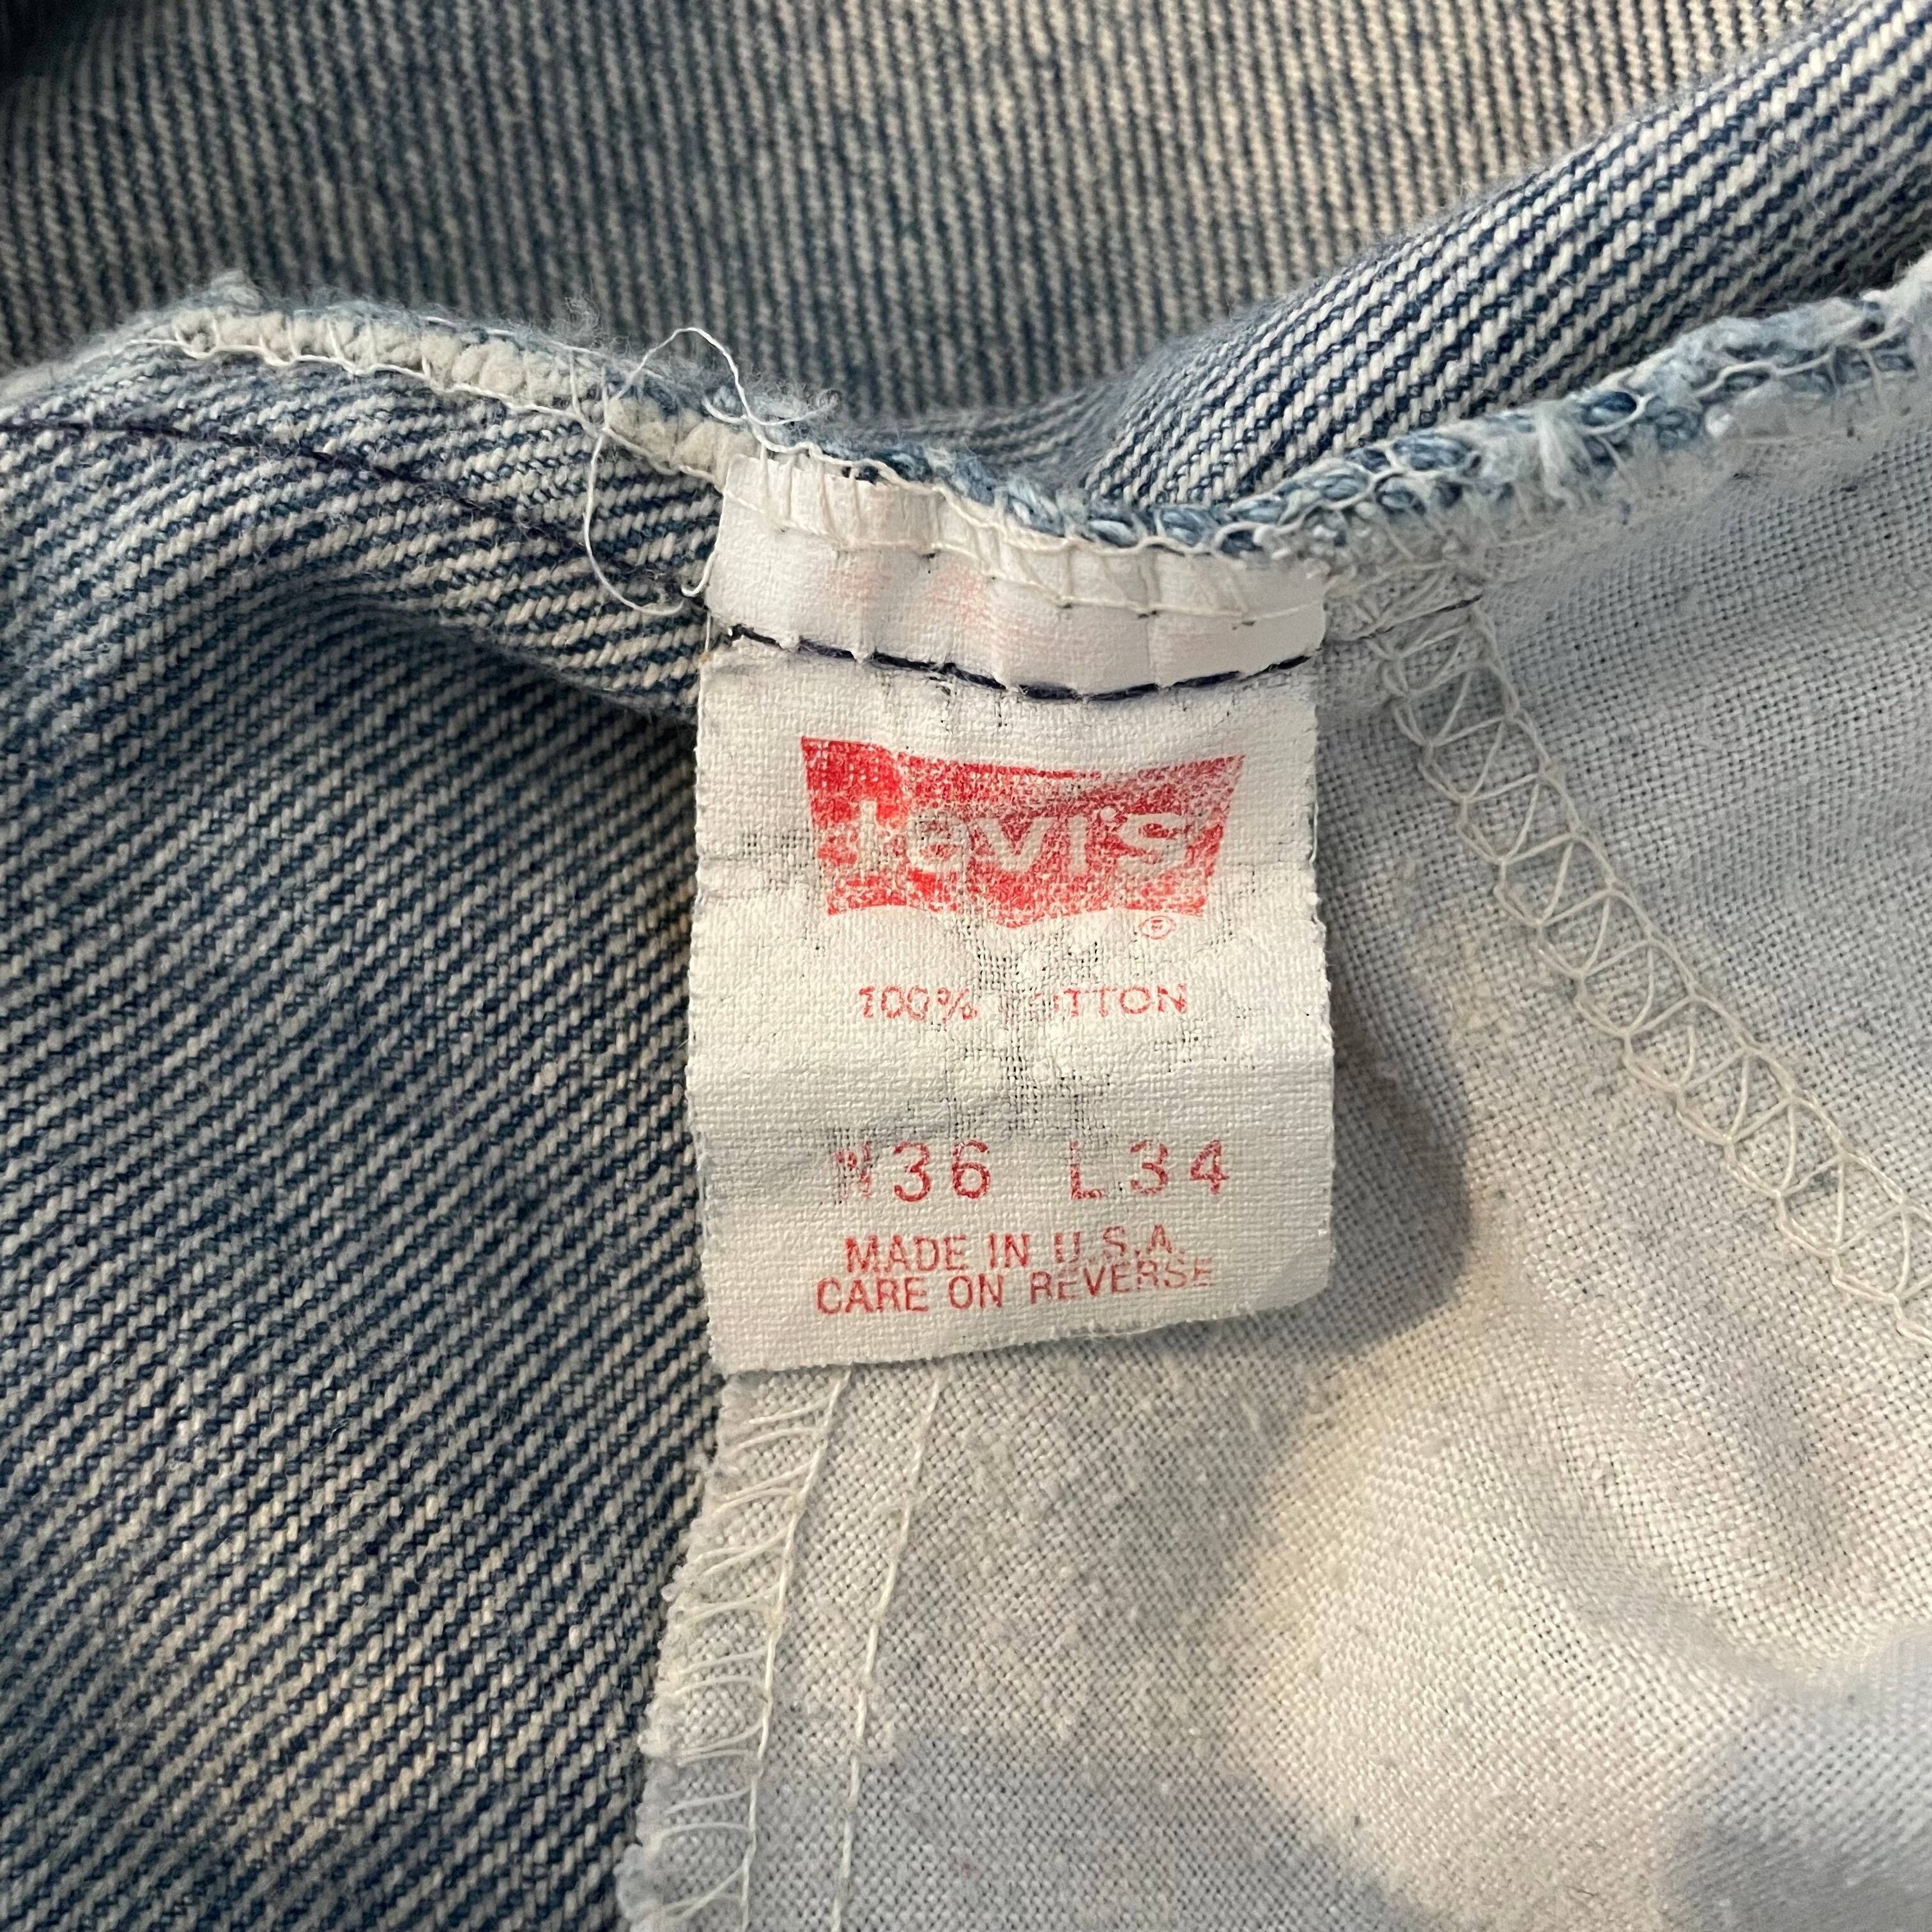 Levi's
®
100% COTTON
W36 L34
MADE IN U.S.A.
CARE ON REVERSE